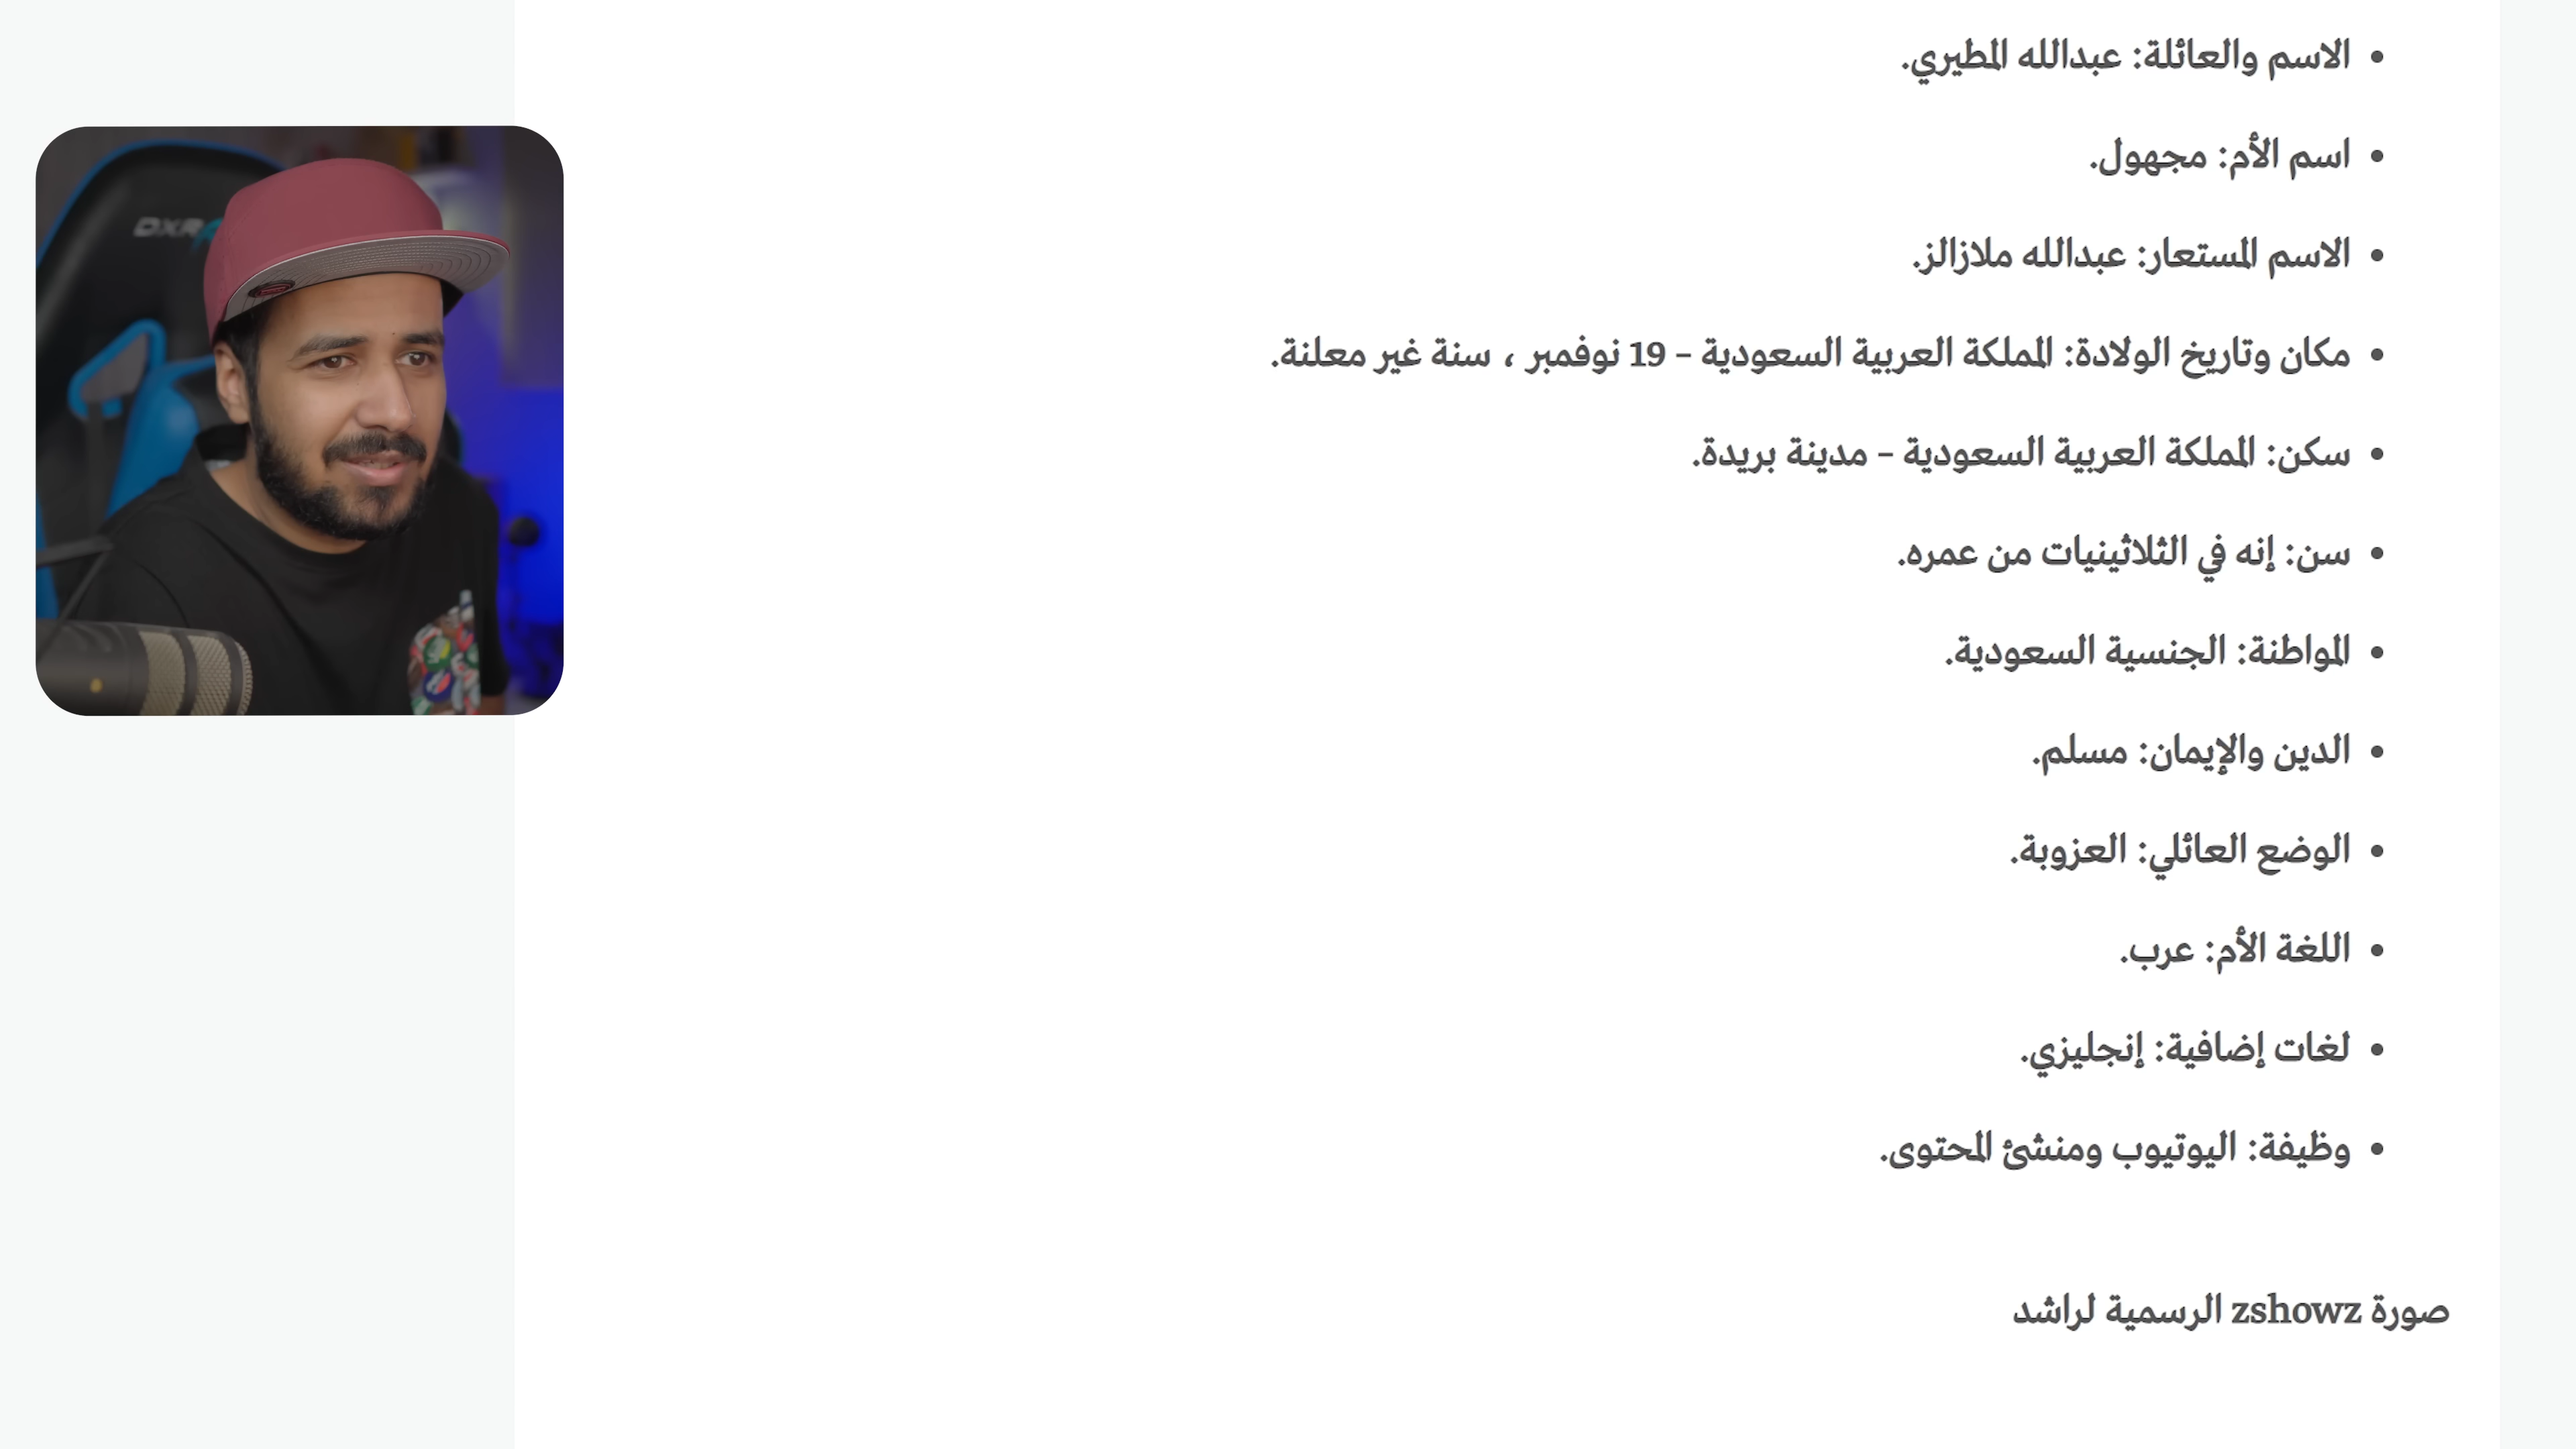 الاسم والعائلة: عبدالله المطيري.
اسم الأم: مجهول.
الاسم المستعار: عبدالله ملازالز.
مكان وتاريخ الولادة: المملكة العربية السعودية – 19 نوفمبر ، سنة غير معلنة.
سكن: المملكة العربية السعودية – مدينة بريدة.
سن: إنه في الثلاثينيات من عمره.
المواطنة: الجنسية السعودية.
الدين والإيمان: مسلم.
الوضع العائلي: العزوبة.
اللغة الأم: عرب.
لغات إضافية: إنجليزي.
وظيفة: اليوتيوب ومنشئ المحتوى.
صورة zshowz الرسمية لراشد